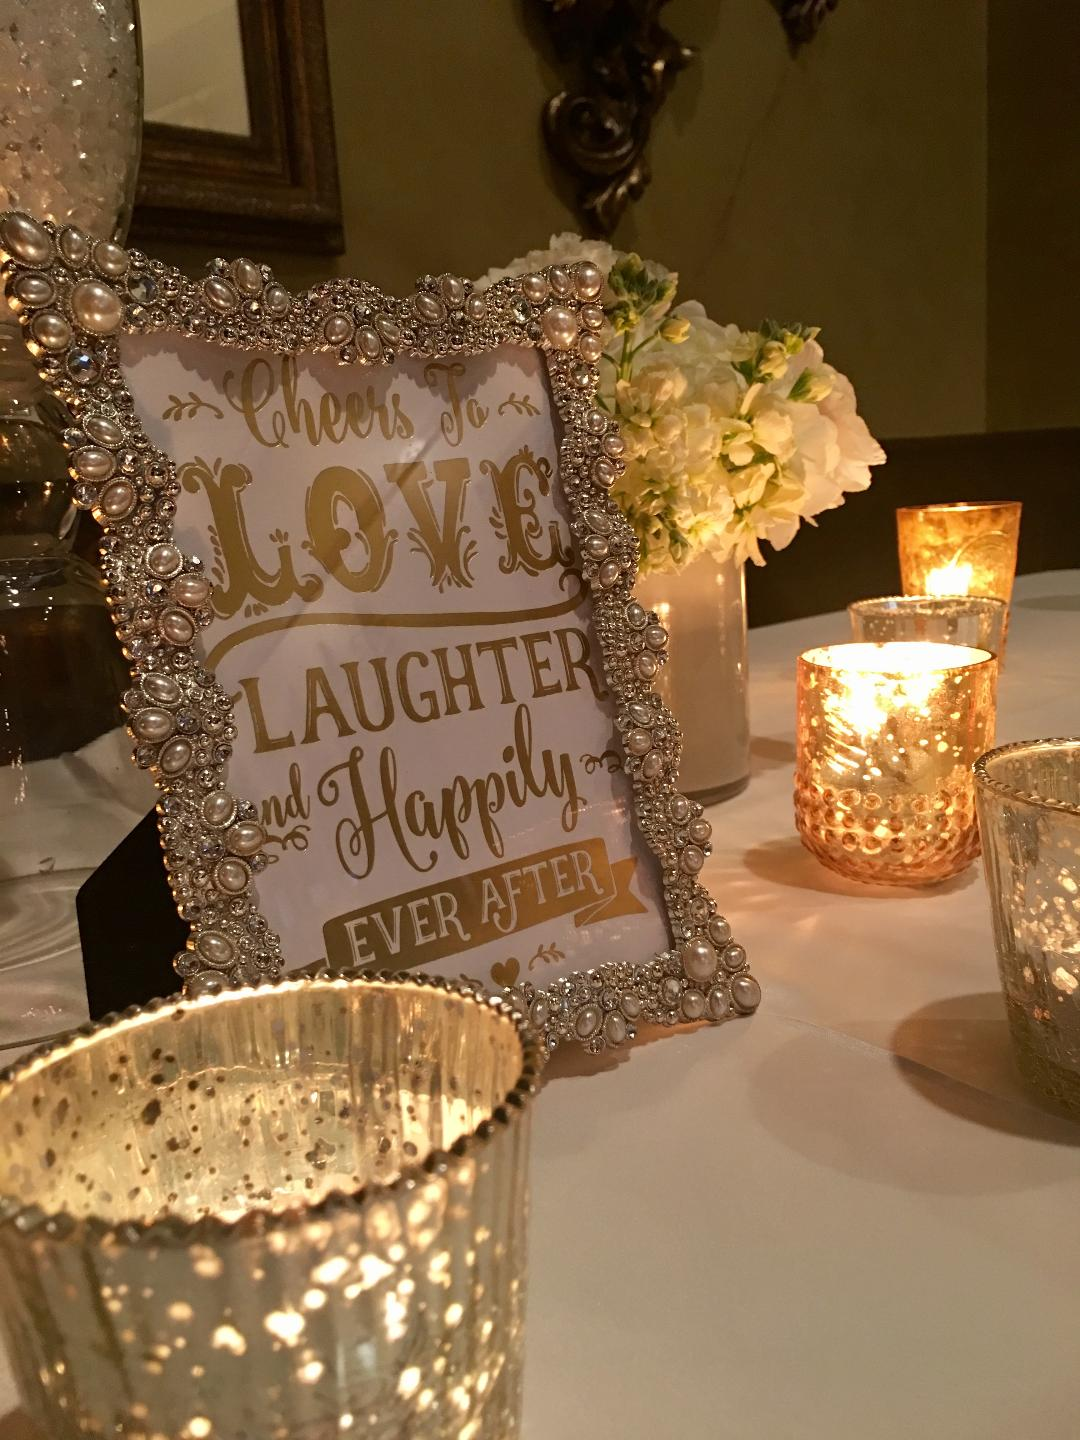 Cheers To
LOVE
LAUGHTER
and Happily
EVER AFTER